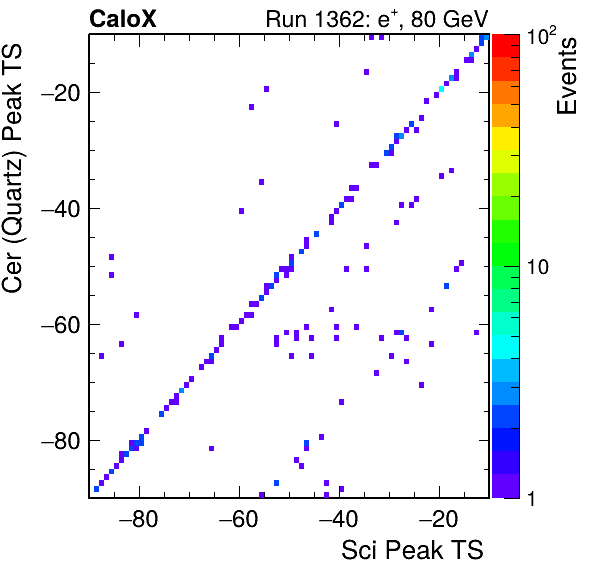 CaloX Run 1362: e⁺, 80 GeV
Cer (Quartz) Peak TS
−20
−40
−60
−80
−80 −60 −40 −20
Sci Peak TS
10²
10
1
Events